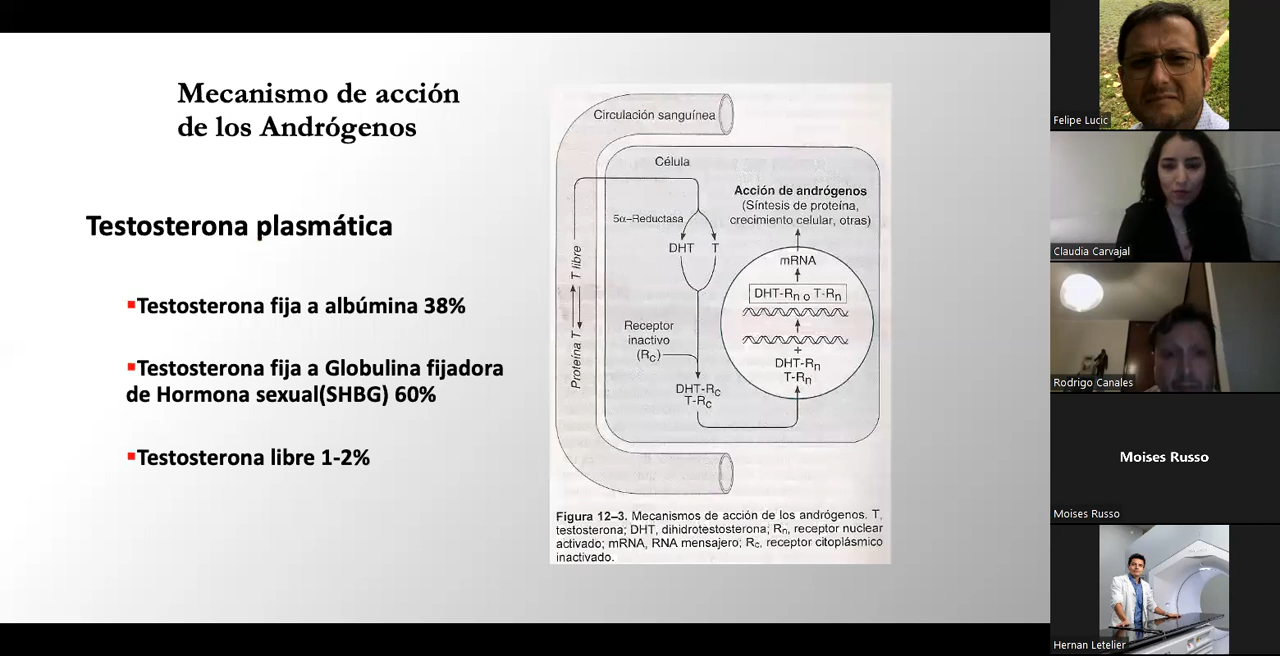 Mecanismo de acción
de los Andrógenos
Testosterona plasmática
▪Testosterona fija a albúmina 38%
▪Testosterona fija a Globulina fijadora
de Hormona sexual(SHBG) 60%
▪Testosterona libre 1-2%
Circulación sanguínea
Célula
5α–Reductasa
DHT T
T libre
Proteína T
Receptor
inactivo
(Rc)
DHT-Rc
T-Rc
Acción de andrógenos
(Síntesis de proteína,
crecimiento celular, otras)
mRNA
DHT-Rn o T-Rn
+
DHT-Rn
T-Rn
Figura 12–3. Mecanismos de acción de los andrógenos. T,
testosterona; DHT, dihidrotestosterona; Rn, receptor nuclear
activado; mRNA, RNA mensajero; Rc, receptor citoplásmico
inactivado.
Felipe Lucic
Claudia Carvajal
Rodrigo Canales
Moises Russo
Moises Russo
Hernan Letelier